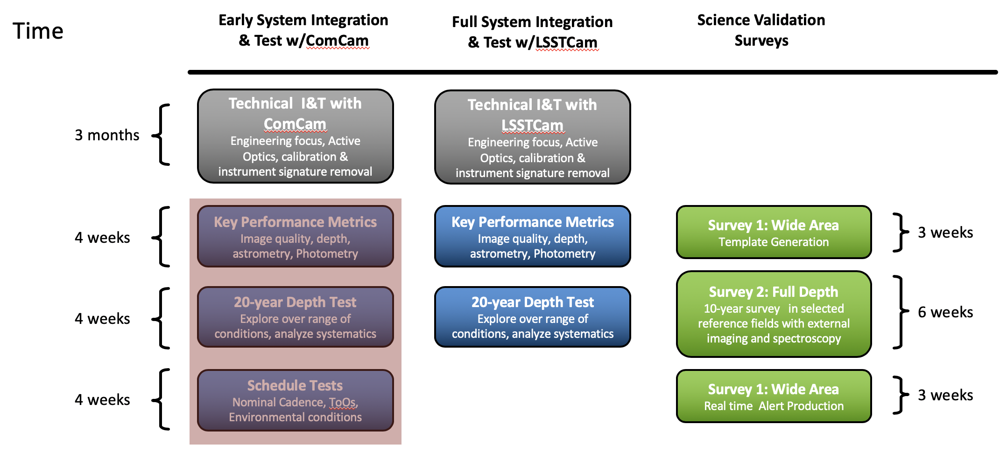 Time
Early System Integration
& Test w/ComCam
Full System Integration
& Test w/LSSTCam
Science Validation
Surveys
3 months
Technical  I&T with
ComCam
Engineering focus, Active
Optics, calibration &
instrument signature removal
Technical I&T with
LSSTCam
Engineering focus, Active
Optics, calibration &
instrument signature removal
4 weeks
Key Performance Metrics
Image quality, depth,
astrometry, Photometry
Key Performance Metrics
Image quality, depth,
astrometry, Photometry
Survey 1: Wide Area
Template Generation
3 weeks
4 weeks
20-year Depth Test
Explore over range of
conditions, analyze systematics
20-year Depth Test
Explore over range of
conditions, analyze systematics
Survey 2: Full Depth
10-year survey  in selected
reference fields with external
imaging and spectroscopy
6 weeks
4 weeks
Schedule Tests
Nominal Cadence, ToOs,
Environmental conditions
Survey 1: Wide Area
Real time  Alert Production
3 weeks